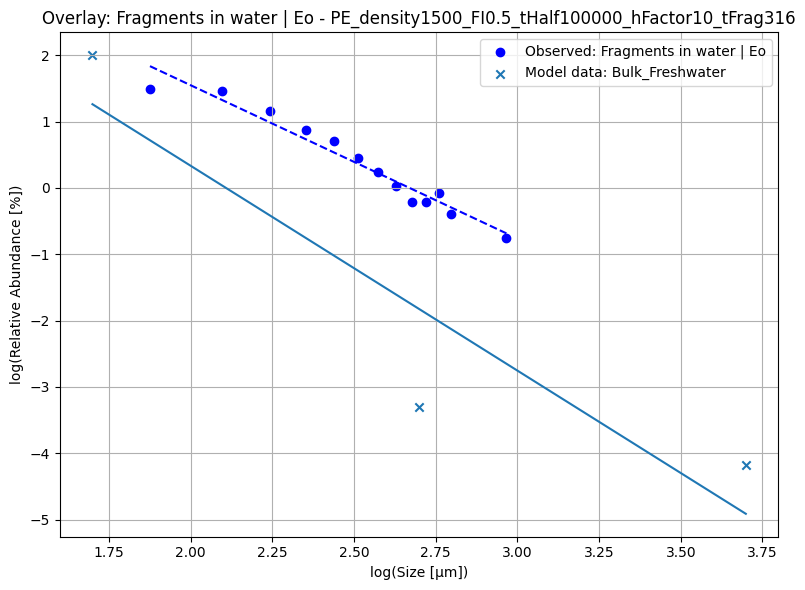 Overlay: Fragments in water | Eo - PE_density1500_FI0.5_tHalf100000_hFactor10_tFrag316
Observed: Fragments in water | Eo
Model data: Bulk_Freshwater
log(Relative Abundance [%])
2
1
0
−1
−2
−3
−4
−5
1.75 2.00 2.25 2.50 2.75 3.00 3.25 3.50 3.75
log(Size [µm])